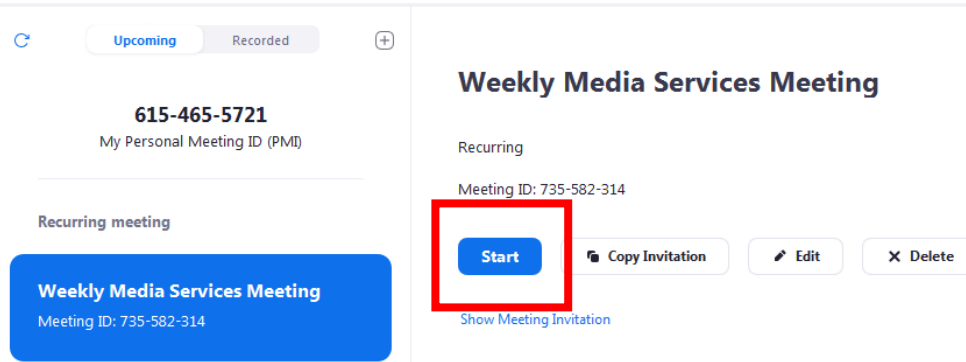 Upcoming Recorded
615-465-5721
My Personal Meeting ID (PMI)
Recurring meeting
Weekly Media Services Meeting
Meeting ID: 735-582-314
Weekly Media Services Meeting
Recurring
Meeting ID: 735-582-314
Start Copy Invitation Edit Delete
Show Meeting Invitation